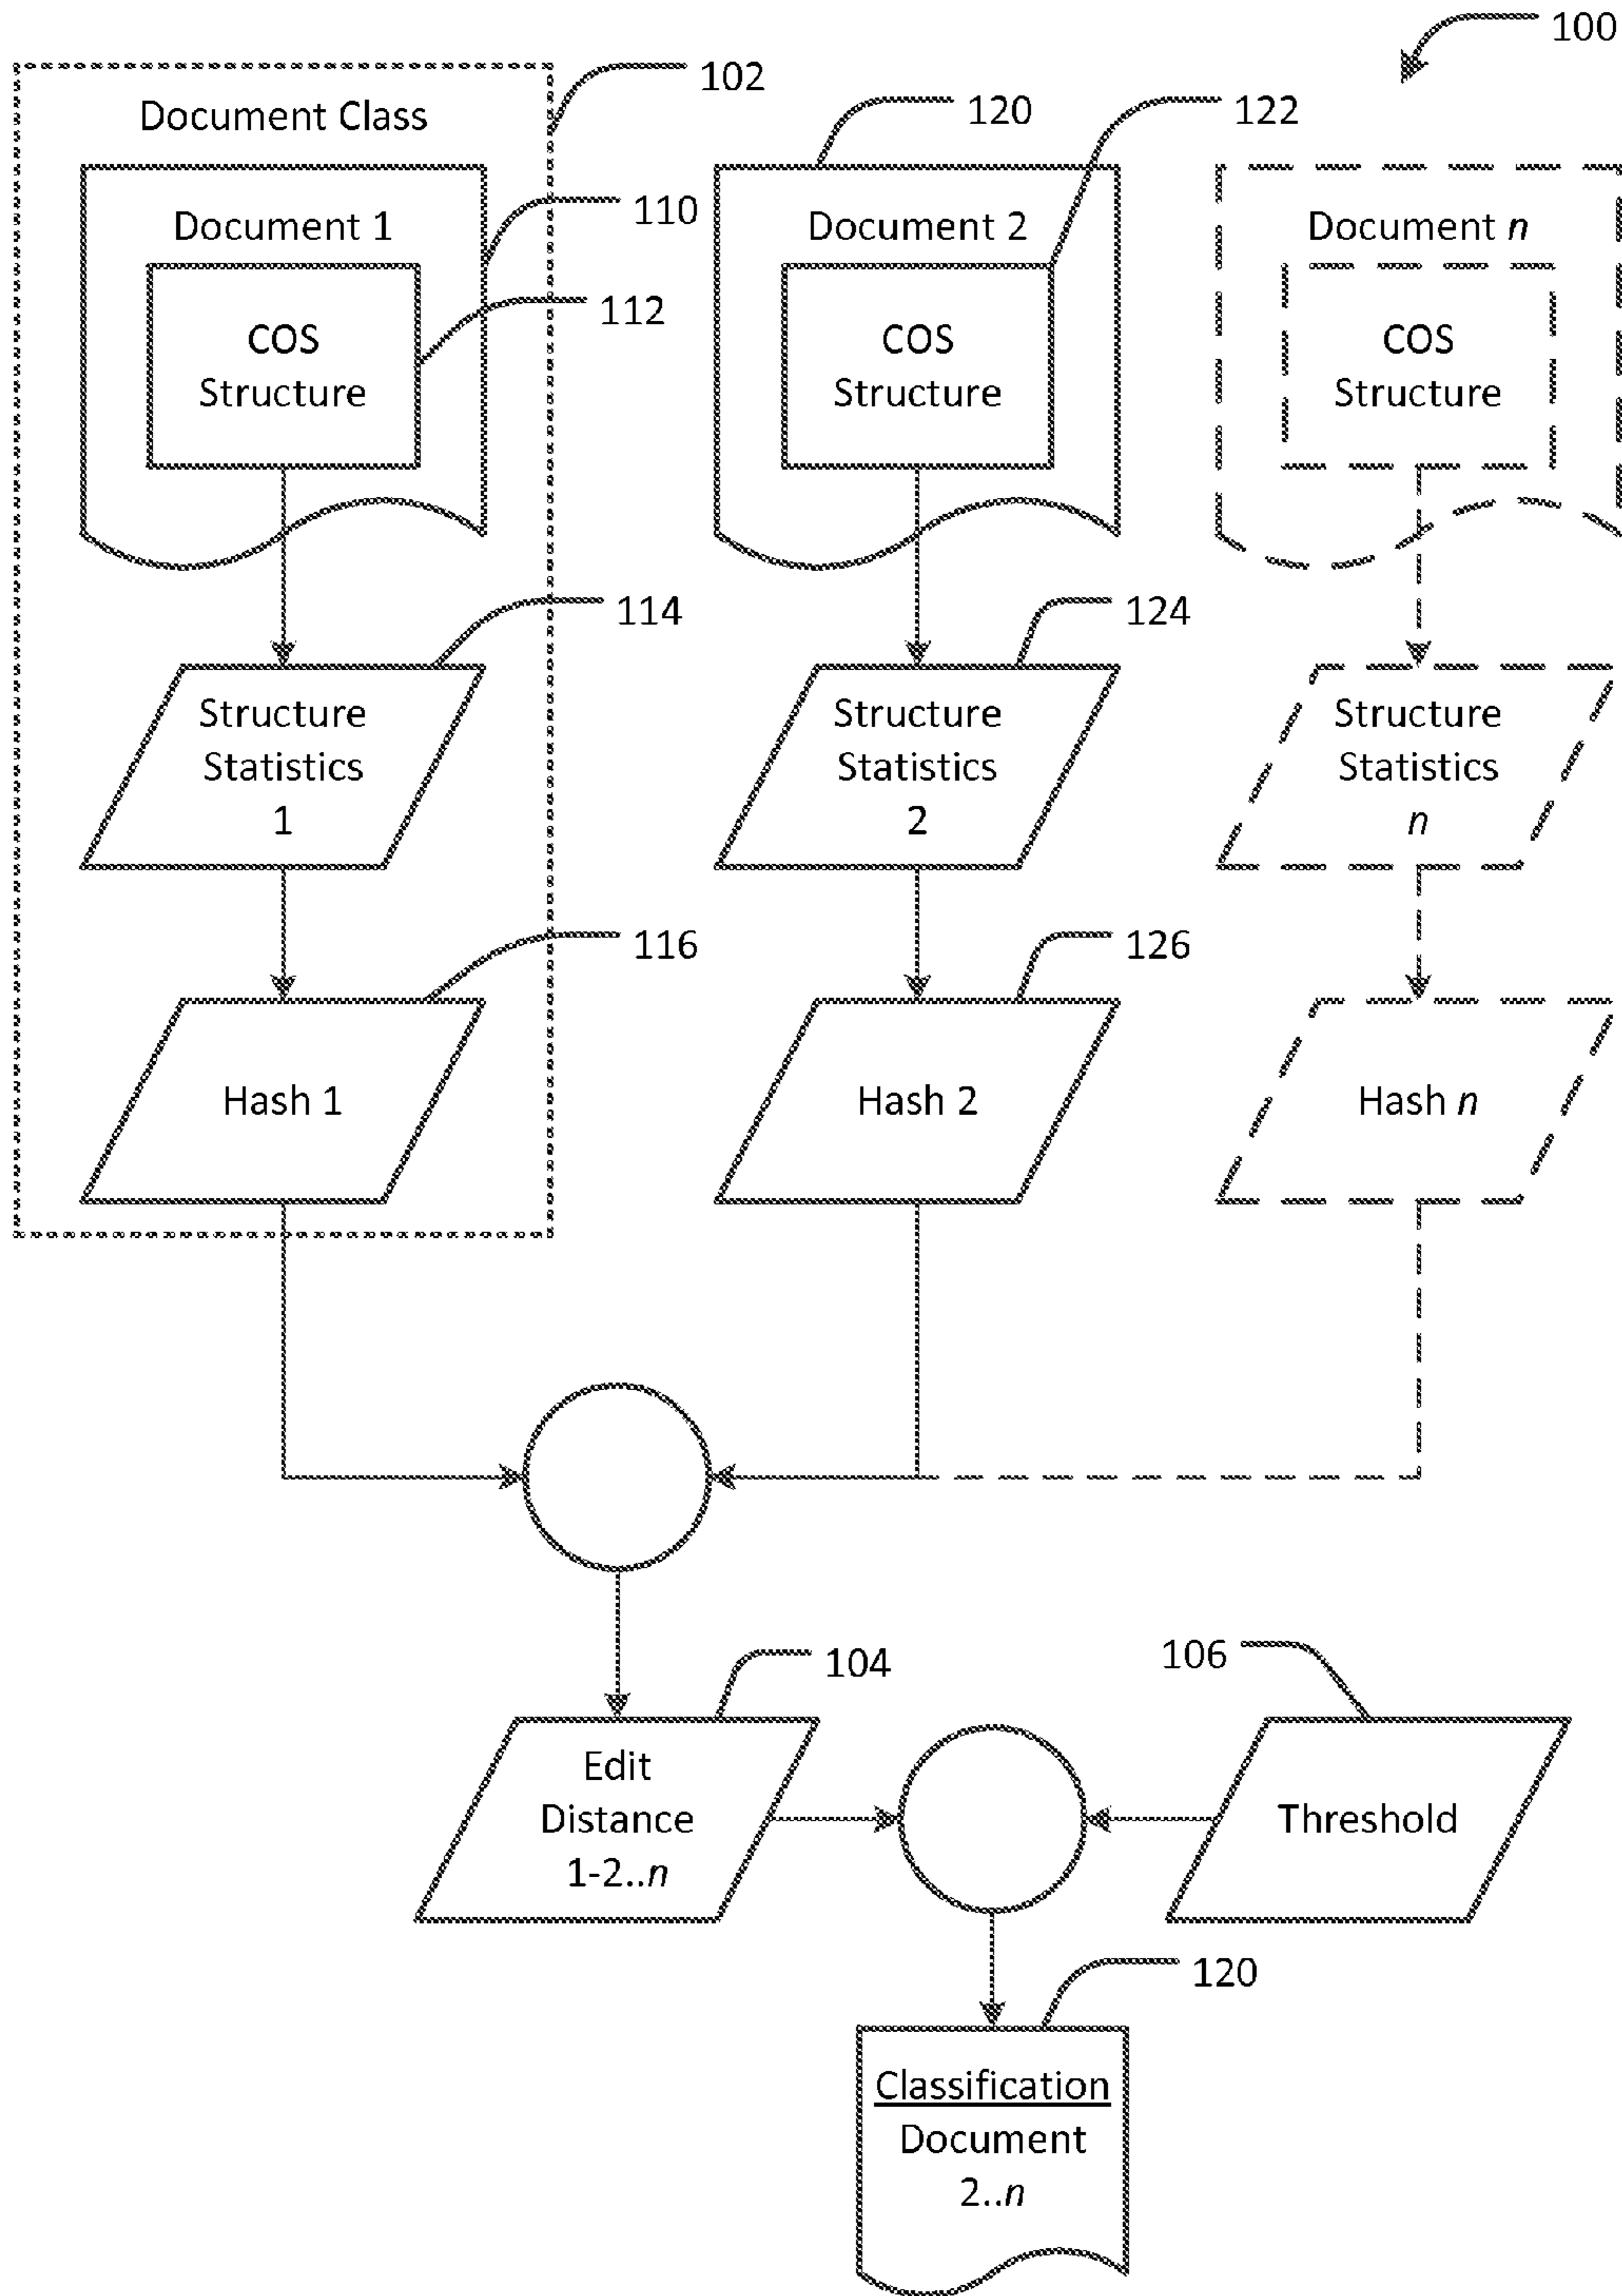 100
102
Document Class
120
122
Document 1
110
Document 2
Document n
COS
Structure
112
COS
Structure
COS
Structure
114
124
Structure
Statistics
1
Structure
Statistics
2
Structure
Statistics
n
116
126
Hash 1
Hash 2
Hash n
104
106
Edit
Distance
1-2..n
Threshold
120
Classification
Document
2..n